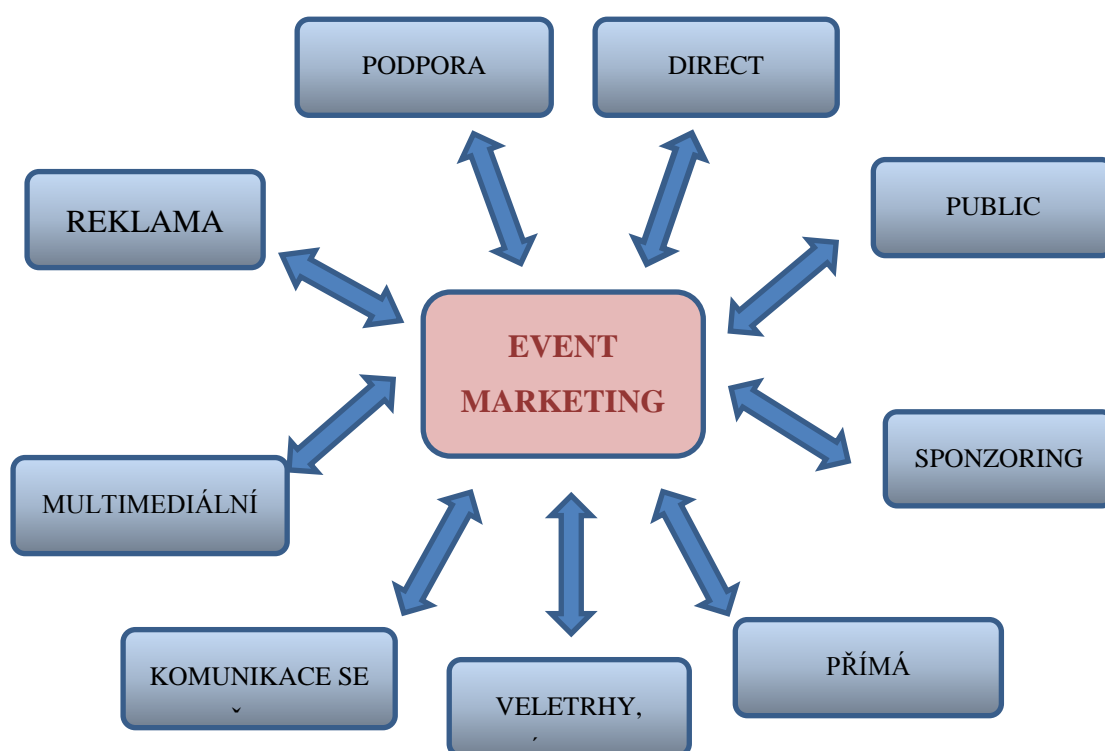 PODPORA
DIRECT
REKLAMA
PUBLIC
EVENT
MARKETING
SPONZORING
MULTIMEDIÁLNÍ
KOMUNIKACE SE
VELETRHY,
PŘÍMÁ